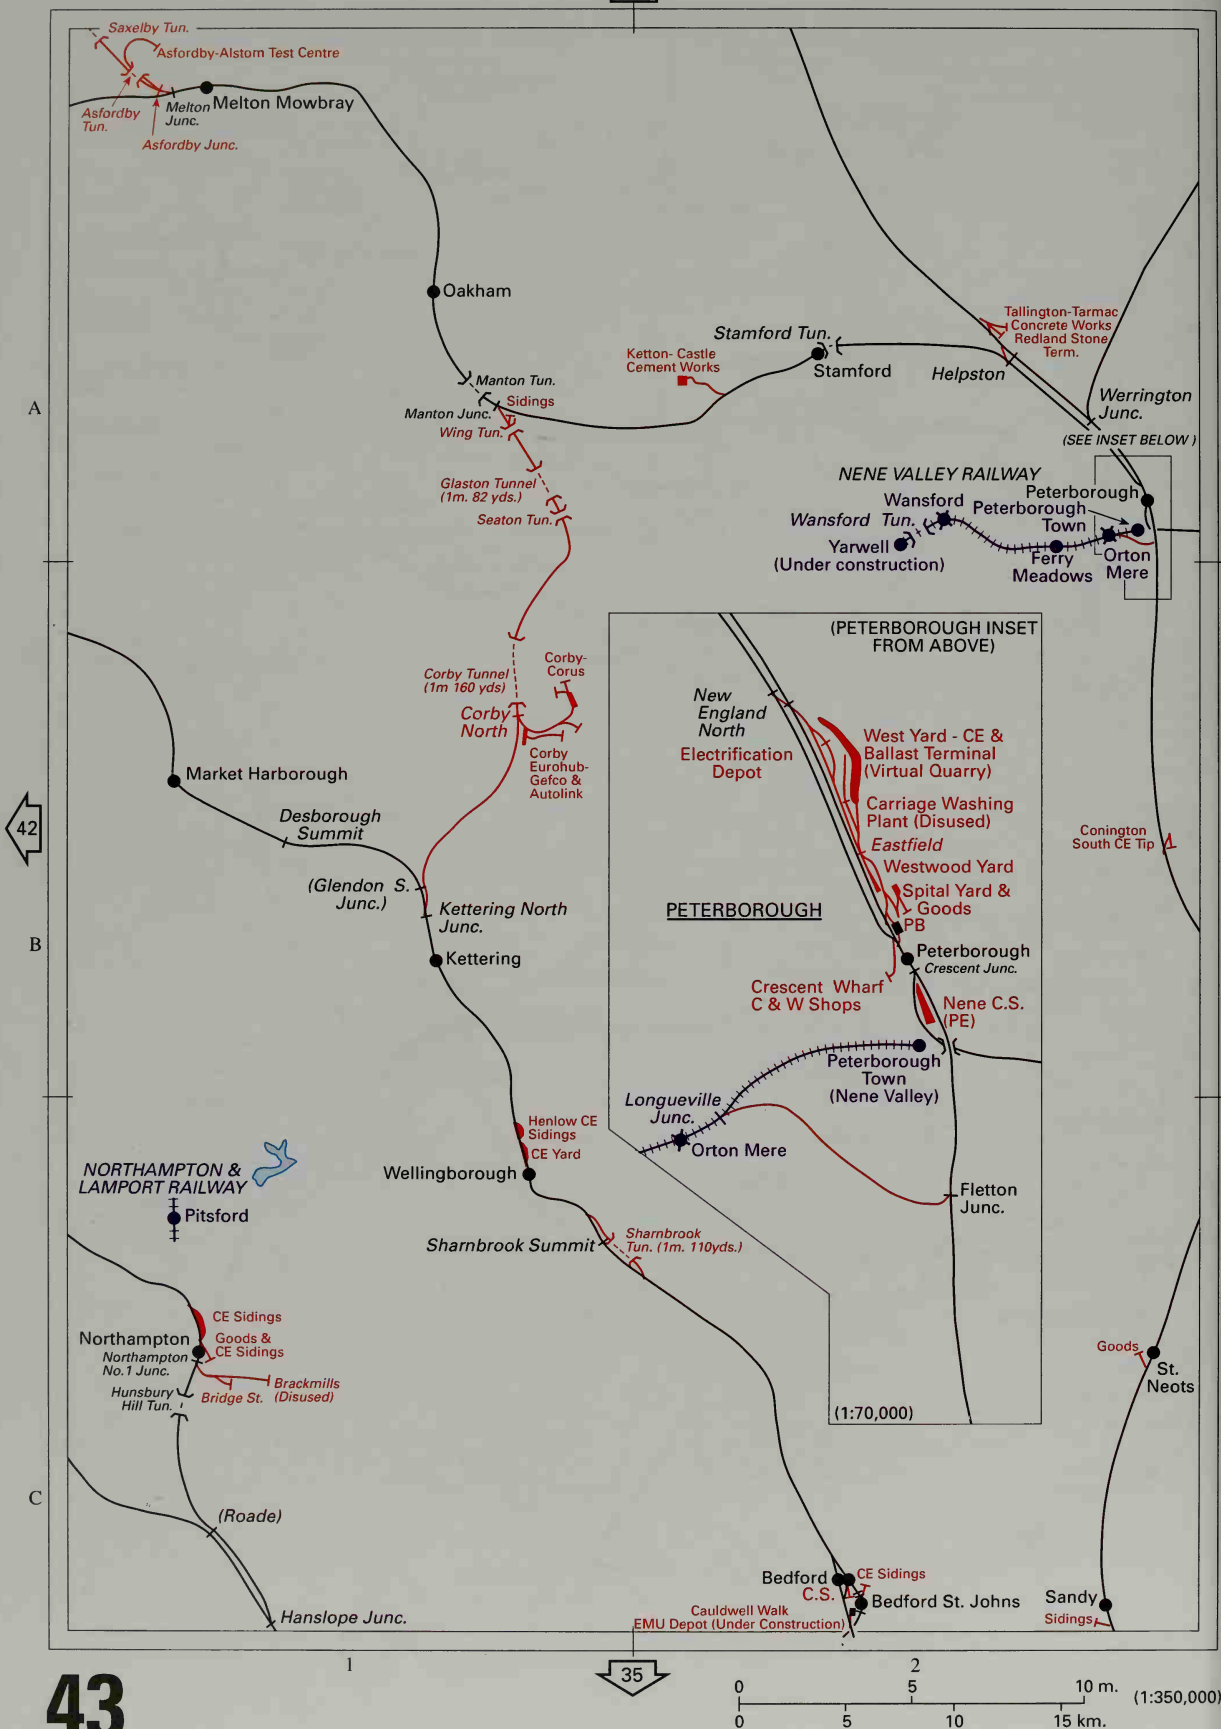 Saxelby Tun.
Asfordby-Alstom Test Centre
Melton Mowbray
Melton
Junc.
Asfordby
Tun.
Asfordby Junc.
Oakham
Tallington-Tarmac
Concrete Works
Redland Stone
Term.
Stamford Tun.
Ketton- Castle
Cement Works
Stamford
Helpston
Manton Tun.
Manton Junc.
Sidings
Wing Tun.
Werrington
Junc.
(SEE INSET BELOW )
A
Glaston Tunnel
(1m. 82 yds.)
Seaton Tun.
NENE VALLEY RAILWAY
Wansford
Wansford Tun.
Yarwell
(Under construction)
Peterborough
Peterborough
Town
Ferry
Meadows
Orton
Mere
Corby Tunnel
(1m 160 yds)
Corby-
Corus
Corby
North
Corby
Eurohub-
Gefco &
Autolink
(PETERBOROUGH INSET
FROM ABOVE)
New
England
North
Electrification
Depot
West Yard - CE &
Ballast Terminal
(Virtual Quarry)
Carriage Washing
Plant (Disused)
Eastfield
Westwood Yard
Spital Yard &
Goods
PB
PETERBOROUGH
Peterborough
Crescent Junc.
Crescent Wharf
C & W Shops
Nene C.S.
(PE)
Peterborough
Town
(Nene Valley)
Longueville
Junc.
Orton Mere
Fletton
Junc.
(1:70,000)
Market Harborough
Desborough
Summit
42
(Glendon S.
Junc.)
Kettering North
Junc.
B
Kettering
Conington
South CE Tip
Henlow CE
Sidings
CE Yard
Wellingborough
NORTHAMPTON &
LAMPORT RAILWAY
Pitsford
Sharnbrook Summit
Sharnbrook
Tun. (1m. 110yds.)
CE Sidings
Northampton
Goods &
CE Sidings
Northampton
No.1 Junc.
Hunsbury
Hill Tun.
Bridge St.
Brackmills
(Disused)
Goods
St.
Neots
C
(Roade)
Hanslope Junc.
Bedford
CE Sidings
C.S.
Bedford St. Johns
Cauldwell Walk
EMU Depot (Under Construction)
Sandy
Sidings
1
35
2
43
0 5 10 m.
(1:350,000)
0 5 10 15 km.